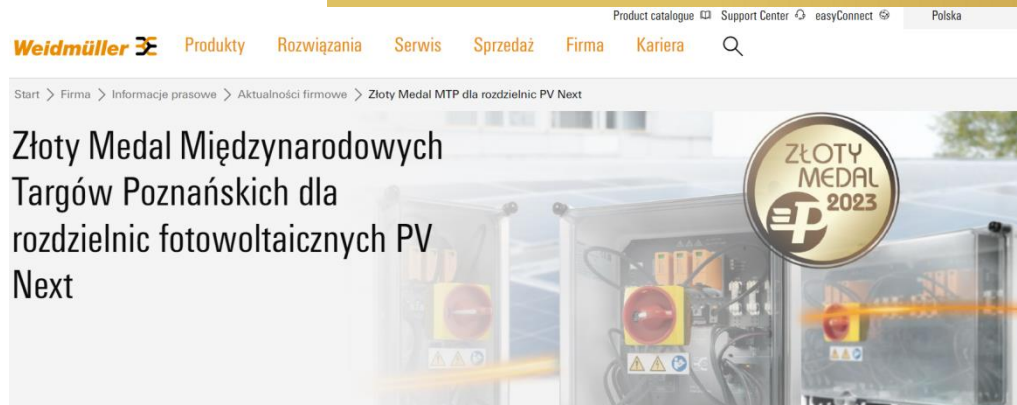 Product catalogue Support Center easyConnect Polska
Weidmüller Produkty Rozwiązania Serwis Sprzedaż Firma Kariera
Start > Firma > Informacje prasowe > Aktualności firmowe > Złoty Medal MTP dla rozdzielnic PV Next
Złoty Medal Międzynarodowych
Targów Poznańskich dla
rozdzielnic fotowoltaicznych PV
Next
ZŁOTY
MEDAL
2023